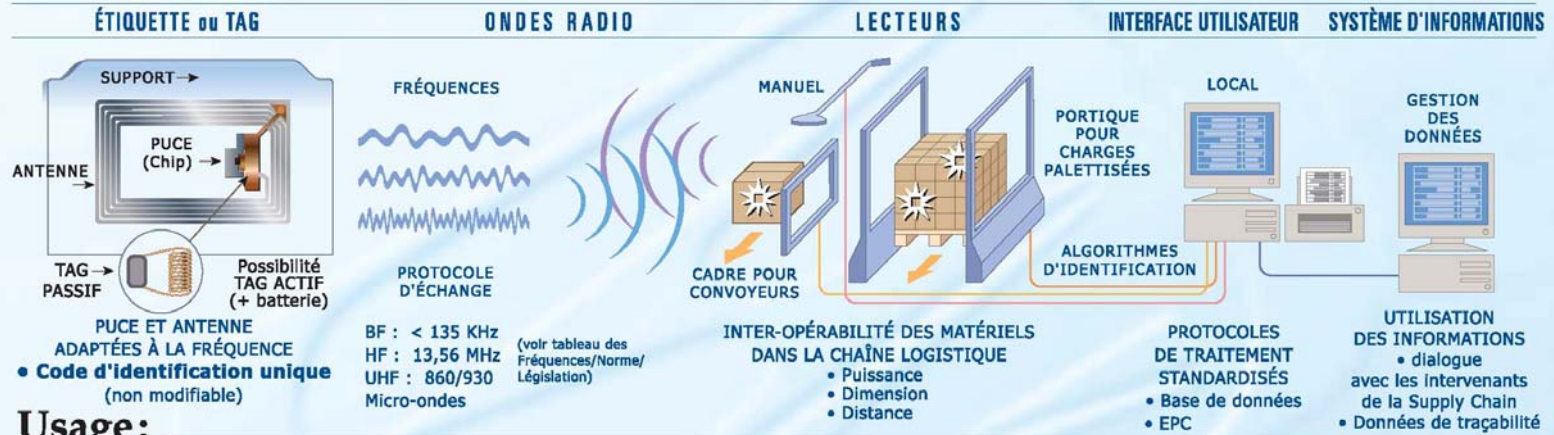 ÉTIQUETTE ou TAG
SUPPORT
PUCE
(Chip)
ANTENNE
TAG
PASSIF
Possibilité
TAG ACTIF
(+ batterie)
PUCE ET ANTENNE
ADAPTÉES À LA FRÉQUENCE
• Code d'identification unique
(non modifiable)
ONDES RADIO
FRÉQUENCES
PROTOCOLE
D'ÉCHANGE
BF : < 135 KHz
HF : 13,56 MHz
UHF : 860/930
Micro-ondes
(voir tableau des
Fréquences/Norme/
Législation)
LECTEURS
MANUEL
PORTIQUE
POUR
CHARGES
PALETTISÉES
CADRE POUR
CONVOYEURS
ALGORITHMES
D'IDENTIFICATION
INTER-OPÉRABILITÉ DES MATÉRIELS
DANS LA CHAÎNE LOGISTIQUE
• Puissance
• Dimension
• Distance
INTERFACE UTILISATEUR
LOCAL
PROTOCOLES
DE TRAITEMENT
STANDARDISÉS
• Base de données
• EPC
SYSTÈME D'INFORMATIONS
GESTION
DES
DONNÉES
UTILISATION
DES INFORMATIONS
• dialogue
avec les intervenants
de la Supply Chain
• Données de traçabilité
Usage: